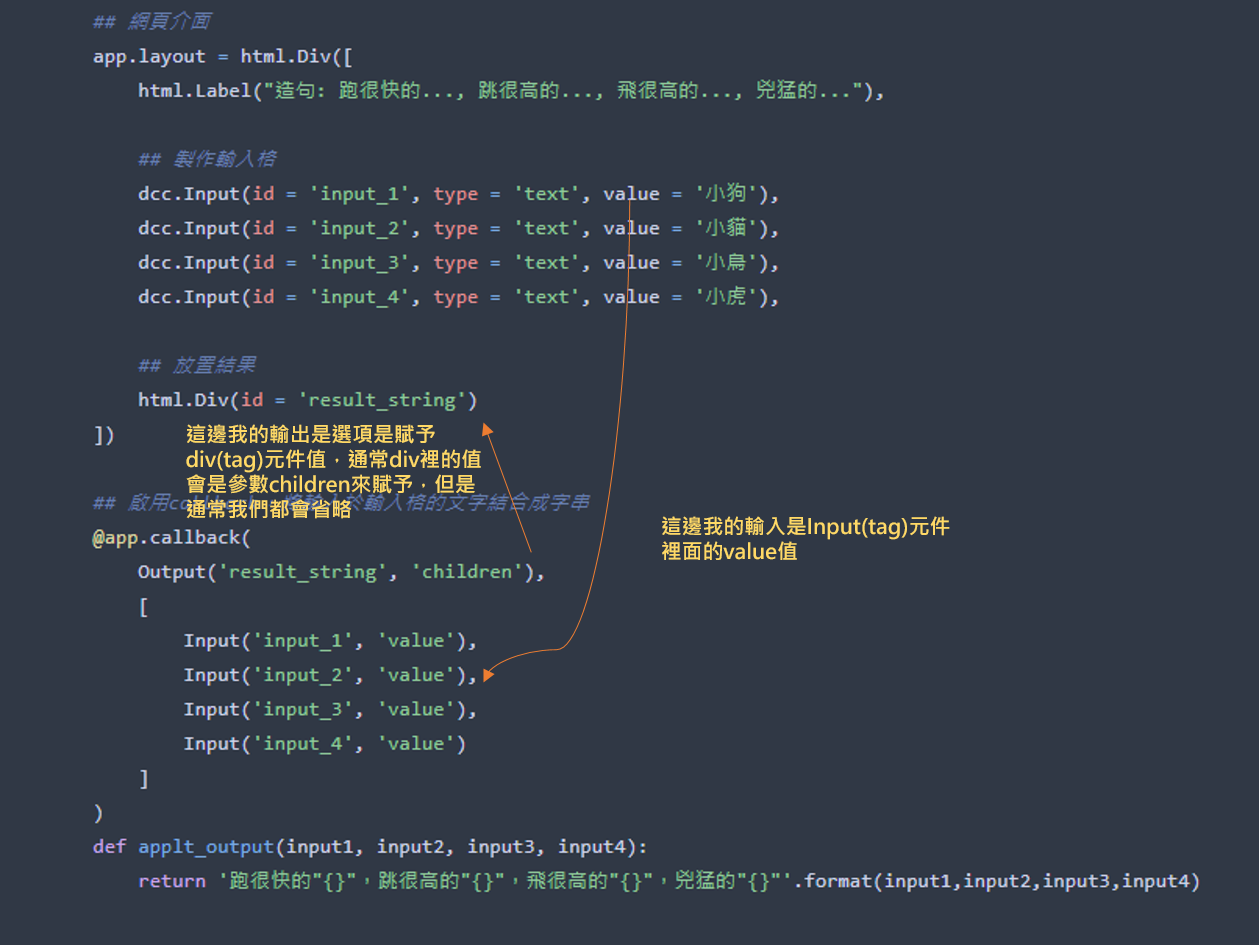 ## 網頁介面
app.layout = html.Div([
html.Label("造句: 跑很快的..., 跳很高的..., 飛很高的..., 兇猛的..."),
## 製作輸入格
dcc.Input(id = 'input_1', type = 'text', value = '小狗'),
dcc.Input(id = 'input_2', type = 'text', value = '小貓'),
dcc.Input(id = 'input_3', type = 'text', value = '小鳥'),
dcc.Input(id = 'input_4', type = 'text', value = '小虎'),
## 放置結果
html.Div(id = 'result_string')
])
這邊我的輸出是選項是賦予
div(tag)元件值，通常div裡的值
會是參數children來賦予，但是
通常我們都會省略
## 啟用 於輸入格的文字結合成字串
@app.callback(
Output('result_string', 'children'),
[
Input('input_1', 'value'),
Input('input_2', 'value'),
Input('input_3', 'value'),
Input('input_4', 'value')
]
)
這邊我的輸入是Input(tag)元件
裡面的value值
def applt_output(input1, input2, input3, input4):
return '跑很快的"{}"，跳很高的"{}"，飛很高的"{}"，兇猛的"{}"'.format(input1,input2,input3,input4)